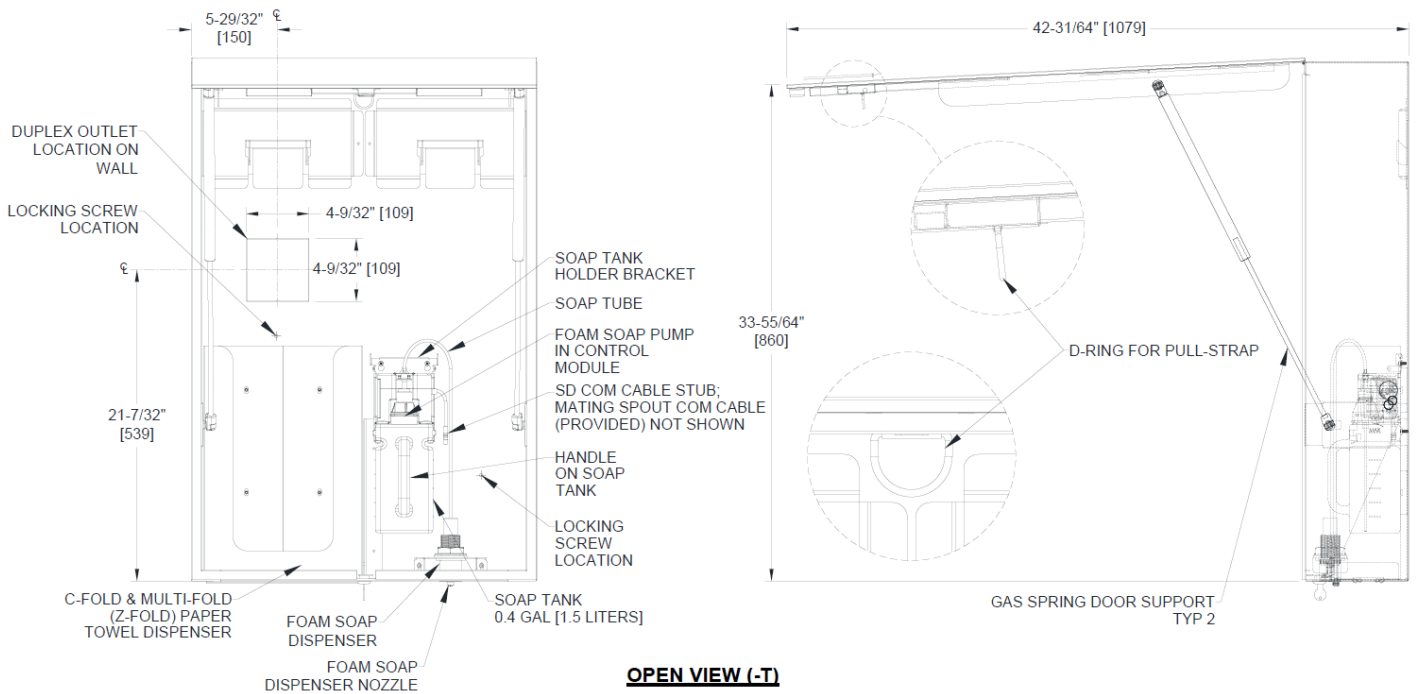 5-29/32"
[150]
℄
42-31/64" [1079]
DUPLEX OUTLET
LOCATION ON
WALL
LOCKING SCREW
LOCATION
4-9/32" [109]
4-9/32" [109]
℄
21-7/32"
[539]
SOAP TANK
HOLDER BRACKET
SOAP TUBE
FOAM SOAP PUMP
IN CONTROL
MODULE
SD COM CABLE STUB;
MATING SPOUT COM CABLE
(PROVIDED) NOT SHOWN
HANDLE
ON SOAP
TANK
LOCKING
SCREW
LOCATION
SOAP TANK
0.4 GAL [1.5 LITERS]
C-FOLD & MULTI-FOLD
(Z-FOLD) PAPER
TOWEL DISPENSER
FOAM SOAP
DISPENSER
FOAM SOAP
DISPENSER NOZZLE
33-55/64"
[860]
D-RING FOR PULL-STRAP
GAS SPRING DOOR SUPPORT
TYP 2
OPEN VIEW (-T)